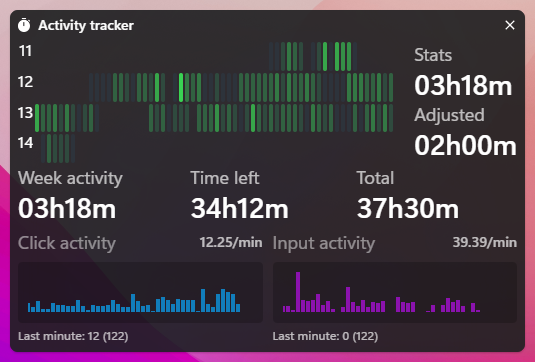 Activity tracker
11
Stats
12
03h18m
13
Adjusted
14
02h00m
Week activity Time left Total
03h18m 34h12m 37h30m
Click activity 12.25/min Input activity 39.39/min
Last minute: 12 (122) Last minute: 0 (122)